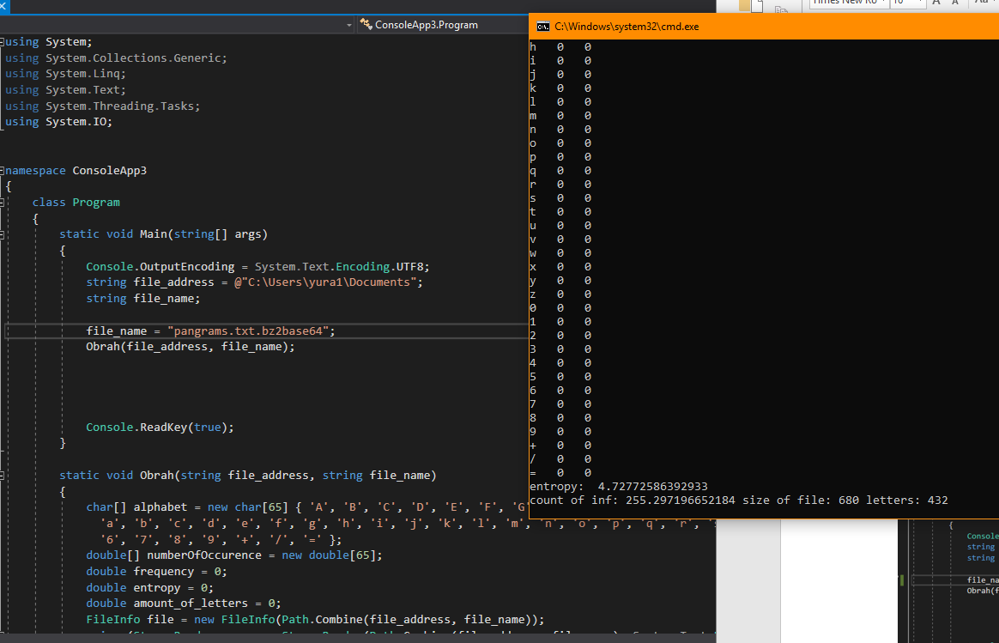 ConsoleApp3.Program
using System;
using System.Collections.Generic;
using System.Linq;
using System.Text;
using System.Threading.Tasks;
using System.IO;
namespace ConsoleApp3
{
class Program
{
static void Main(string[] args)
{
Console.OutputEncoding = System.Text.Encoding.UTF8;
string file_address = @"C:\Users\yura1\Documents";
string file_name;
file_name = "pangrams.txt.bz2base64";
Obrah(file_address, file_name);
Console.ReadKey(true);
}
static void Obrah(string file_address, string file_name)
{
char[] alphabet = new char[65] { 'A', 'B', 'C', 'D', 'E', 'F', 'G'
'a', 'b', 'c', 'd', 'e', 'f', 'g', 'h', 'i', 'j', 'k', 'l', 'm', 'n', 'o', 'p', 'q', 'r',
'6', '7', '8', '9', '+', '/', '=' };
double[] numberOfOccurence = new double[65];
double frequency = 0;
double entropy = 0;
double amount_of_letters = 0;
FileInfo file = new FileInfo(Path.Combine(file_address, file_name));
Times New Ro 10
C:\Windows\system32\cmd.exe
h 0 0
i 0 0
j 0 0
k 0 0
l 0 0
m 0 0
n 0 0
o 0 0
p 0 0
q 0 0
r 0 0
s 0 0
t 0 0
u 0 0
v 0 0
w 0 0
x 0 0
y 0 0
z 0 0
0 0 0
1 0 0
2 0 0
3 0 0
4 0 0
5 0 0
6 0 0
7 0 0
8 0 0
9 0 0
+ 0 0
/ 0 0
= 0 0
entropy: 4.72772586392933
count of inf: 255.297196652184 size of file: 680 letters: 432
{
Console
string
string
file_na
Obrah(f